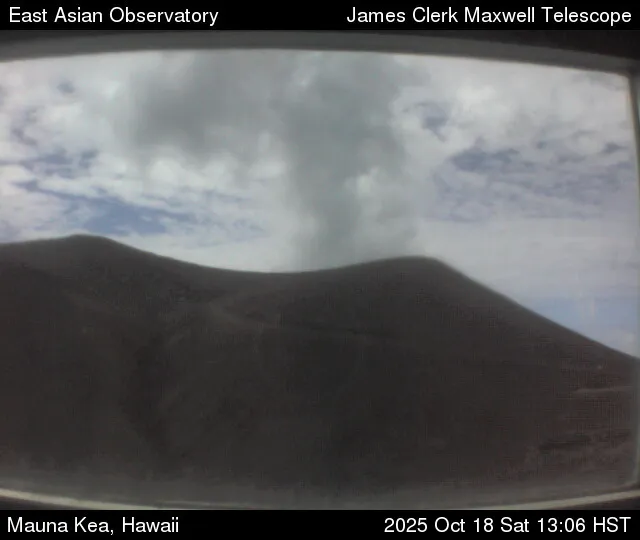 East Asian Observatory
James Clerk Maxwell Telescope
Mauna Kea, Hawaii
2025 Oct 18 Sat 13:06 HST